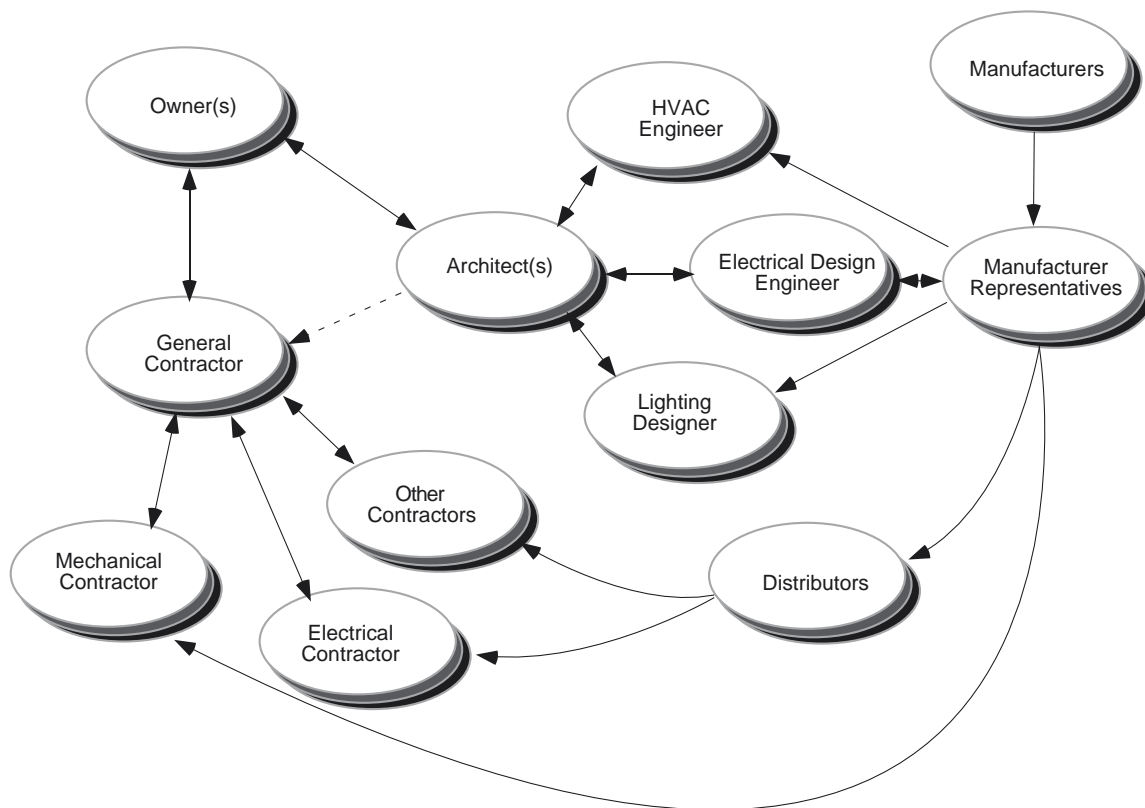 Manufacturers
Owner(s)
HVAC
Engineer
Architect(s)
Electrical Design
Engineer
Manufacturer
Representatives
General
Contractor
Lighting
Designer
Other
Contractors
Mechanical
Contractor
Distributors
Electrical
Contractor